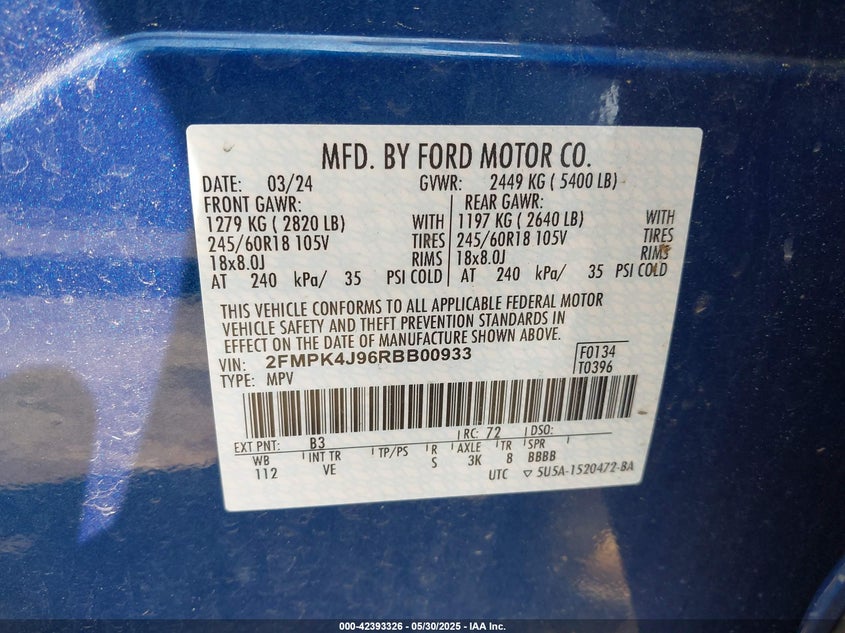 MFD. BY FORD MOTOR CO.
DATE: 03/24 GVWR: 2449 KG ( 5400 LB)
FRONT GAWR: REAR GAWR:
1279 KG ( 2820 LB) WITH 1197 KG ( 2640 LB) WITH
245/60R18 105V TIRES 245/60R18 105V TIRES
18x8.0J RIMS 18x8.0J RIMS
AT 240 kPa/ 35 PSI COLD AT 240 kPa/ 35 PSI COLD
THIS VEHICLE CONFORMS TO ALL APPLICABLE FEDERAL MOTOR
VEHICLE SAFETY AND THEFT PREVENTION STANDARDS IN
EFFECT ON THE DATE OF MANUFACTURE SHOWN ABOVE.
VIN: 2FMPK4J96RBB00933 F0134
TYPE: MPV T0396
EXT PNT: B3 RC: 72 DSO:
WB INT TR TP/PS R AXLE TR SPR
112 VE S 3K 8 BBBB
UTC ▽ 5U5A-1520472-BA
000-42393326 - 05/30/2025 - IAA Inc.